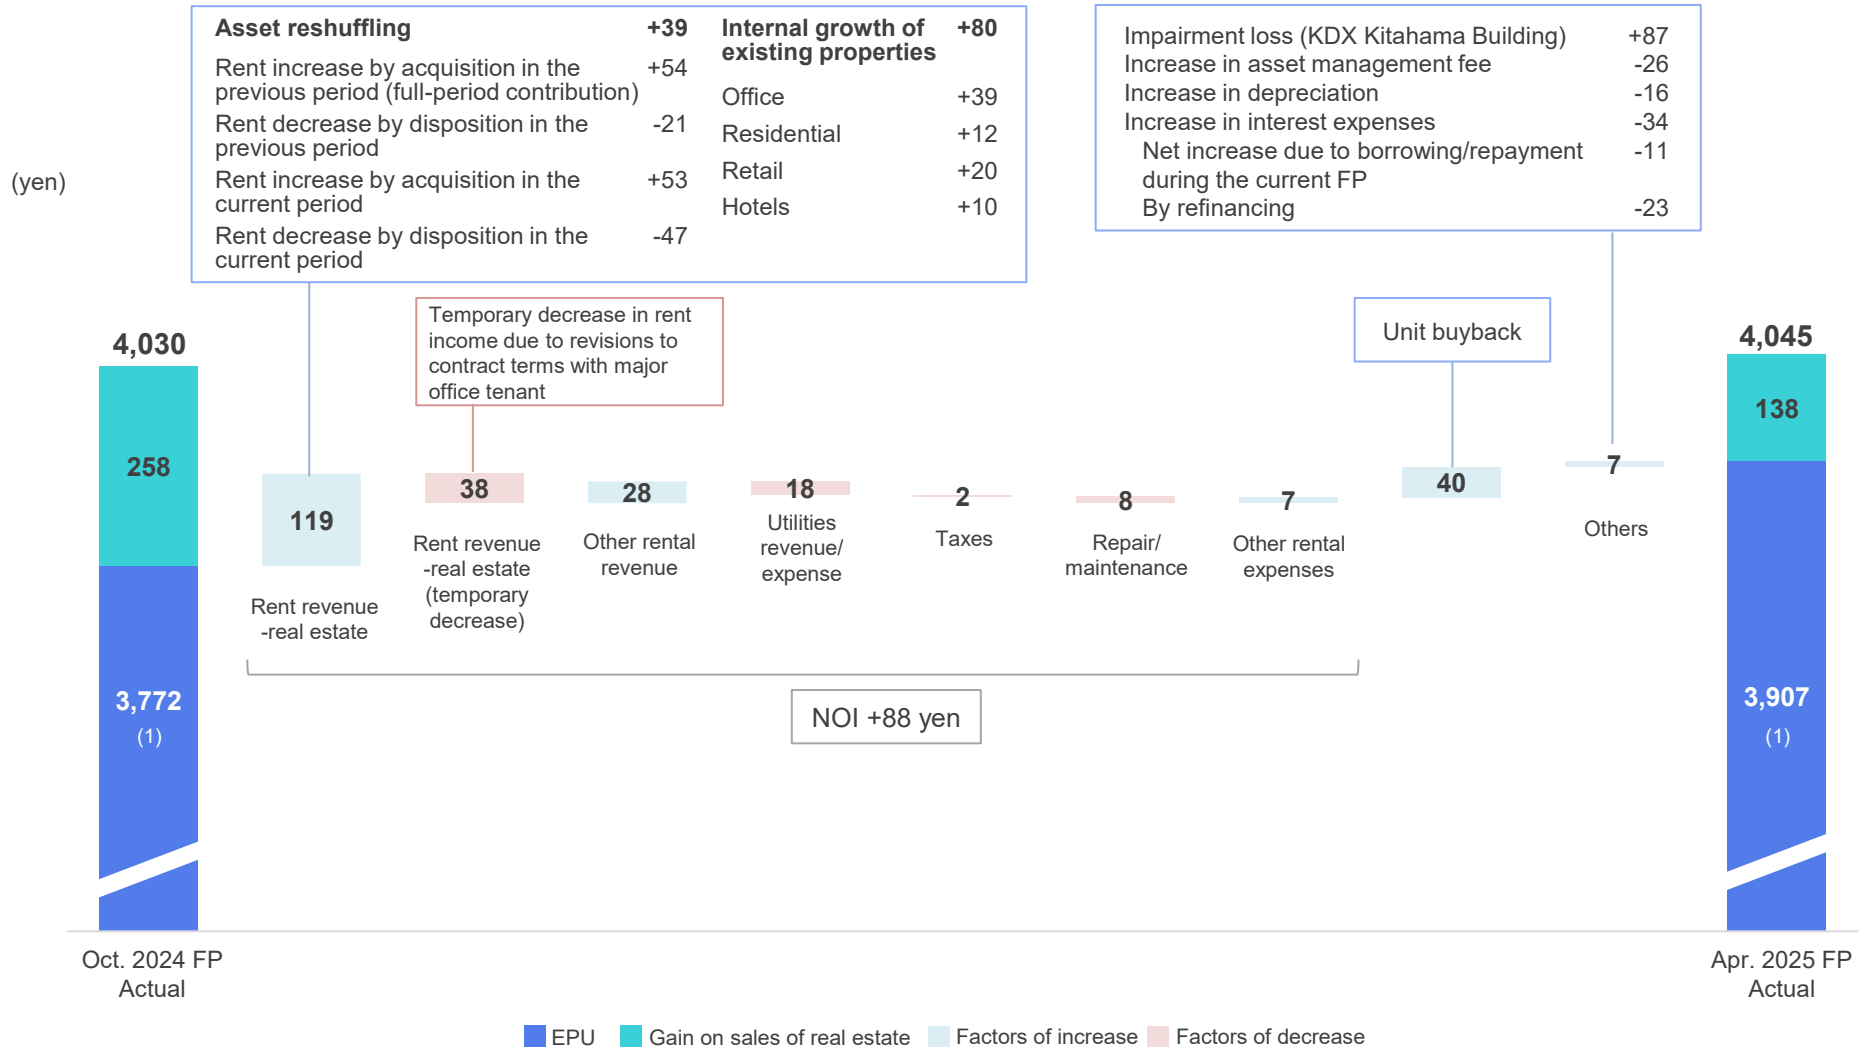 Asset reshuffling +39
Rent increase by acquisition in the +54
previous period (full-period contribution)
Rent decrease by disposition in the -21
previous period
Rent increase by acquisition in the +53
current period
Rent decrease by disposition in the -47
current period
Internal growth of +80
existing properties
Office +39
Residential +12
Retail +20
Hotels +10
Impairment loss (KDX Kitahama Building) +87
Increase in asset management fee -26
Increase in depreciation -16
Increase in interest expenses -34
Net increase due to borrowing/repayment -11
during the current FP
By refinancing -23
(yen)
Temporary decrease in rent
income due to revisions to
contract terms with major
office tenant
Unit buyback
4,030
258
3,772
(1)
119
Rent revenue
-real estate
38
Rent revenue
-real estate
(temporary
decrease)
28
Other rental
revenue
18
Utilities
revenue/
expense
2
Taxes
8
Repair/
maintenance
7
Other rental
expenses
40
7
Others
4,045
138
3,907
(1)
NOI +88 yen
Oct. 2024 FP
Actual
Apr. 2025 FP
Actual
EPU Gain on sales of real estate Factors of increase Factors of decrease